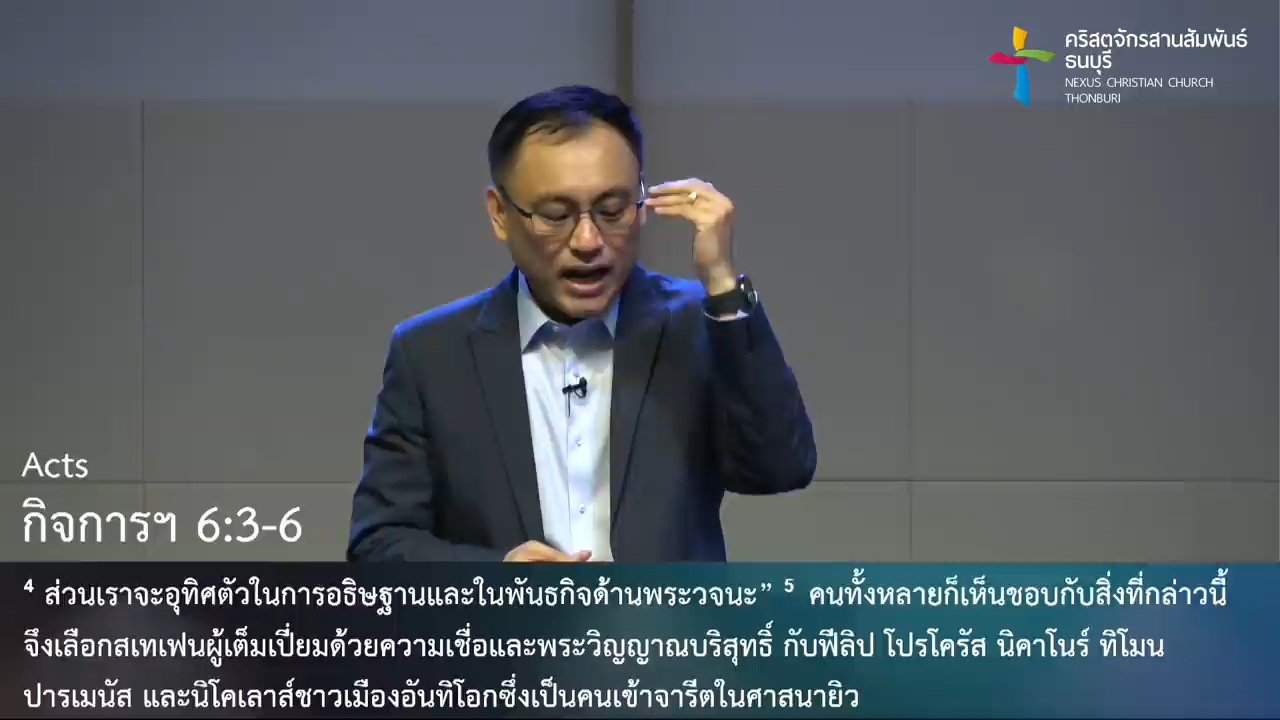 คริสตจักรสานสัมพันธ์
ธนบุรี
NEXUS CHRISTIAN CHURCH
THONBURI
Acts
กิจการฯ 6:3-6
⁴ ส่วนเราจะอุทิศตัวในการอธิษฐานและในพันธกิจด้านพระวจนะ” ⁵ คนทั้งหลายก็เห็นชอบกับสิ่งที่กล่าวนี้
จึงเลือกสเทเฟนผู้เต็มเปี่ยมด้วยความเชื่อและพระวิญญาณบริสุทธิ์ กับฟีลิป โปรโครัส นิคาโนร์ ทิโมน
ปารเมนัส และนิโคเลาส์ชาวเมืองอันทิโอกซึ่งเป็นคนเข้าจารีตในศาสนายิว